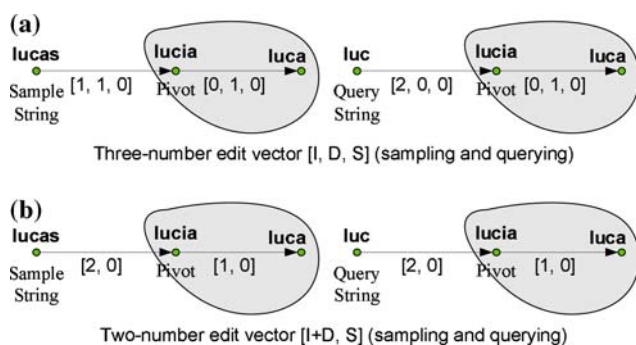 (a)
lucas lucia luca luc lucia luca
[1, 1, 0] [0, 1, 0] [2, 0, 0] [0, 1, 0]
Sample Pivot Query Pivot
String String
Three-number edit vector [I, D, S] (sampling and querying)
(b)
lucas lucia luca luc lucia luca
[2, 0] [1, 0] [2, 0] [1, 0]
Sample Pivot Query Pivot
String String
Two-number edit vector [I+D, S] (sampling and querying)